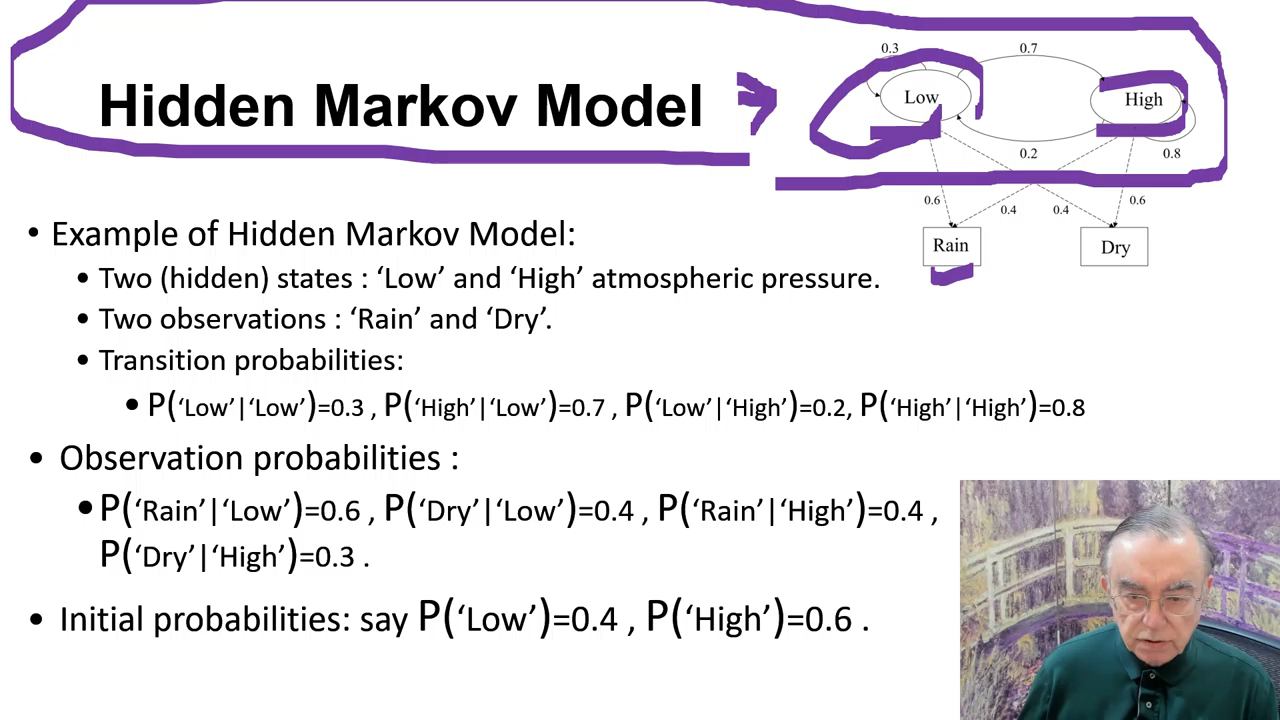 0.3
0.7
Hidden Markov Model
Low
High
0.2
0.8
0.6
0.4
0.4
0.6
Rain
Dry
• Example of Hidden Markov Model:
• Two (hidden) states : ‘Low’ and ‘High’ atmospheric pressure.
• Two observations : ‘Rain’ and ‘Dry’.
• Transition probabilities:
• P(‘Low’|‘Low’)=0.3 , P(‘High’|‘Low’)=0.7 , P(‘Low’|‘High’)=0.2, P(‘High’|‘High’)=0.8
• Observation probabilities :
• P(‘Rain’|‘Low’)=0.6 , P(‘Dry’|‘Low’)=0.4 , P(‘Rain’|‘High’)=0.4 ,
P(‘Dry’|‘High’)=0.3 .
• Initial probabilities: say P(‘Low’)=0.4 , P(‘High’)=0.6 .